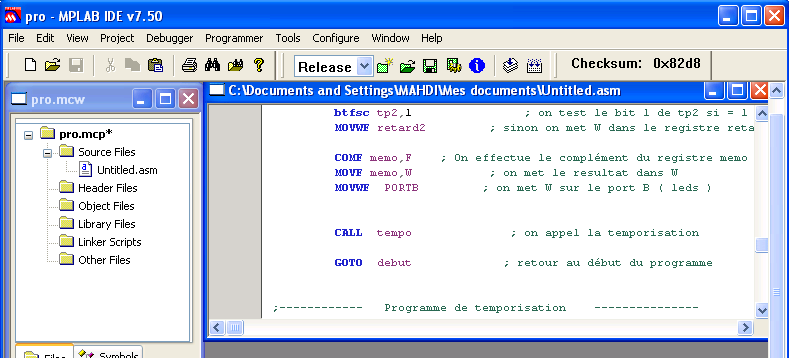 pro - MPLAB IDE v7.50
File Edit View Project Debugger Programmer Tools Configure Window Help
Release Checksum: 0x82d8
pro.mcw
pro.mcp*
Source Files
Untitled.asm
Header Files
Object Files
Library Files
Linker Scripts
Other Files
Files Symbols
C:\Documents and Settings\MAHDI\Mes documents\Untitled.asm
btfsc tp2,1 ; on test le bit 1 de tp2 si = 1
MOVWF retard2 ; sinon on met W dans le registre reta
COMF memo,F ; On effectue le complément du registre memo
MOVF memo,W ; on met le resultat dans W
MOVWF PORTB ; on met W sur le port B ( leds )
CALL tempo ; on appel la temporisation
GOTO debut ; retour au début du programme
;------------ Programme de temporisation ---------------